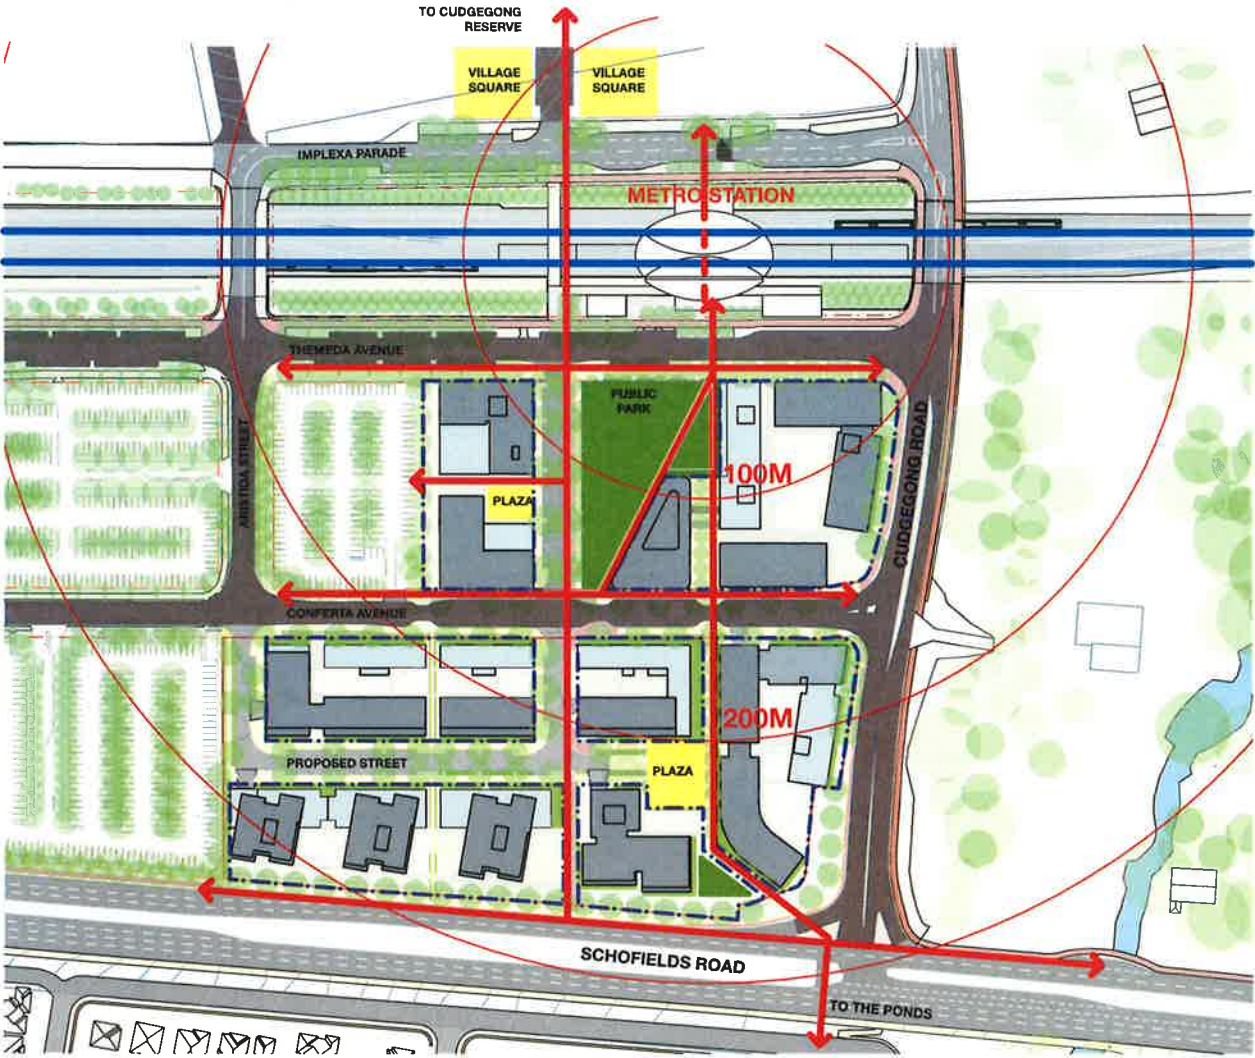 TO CUDGEGONG
RESERVE
VILLAGE
SQUARE
VILLAGE
SQUARE
IMPLEXA PARADE
METRO STATION
THEMEDA AVENUE
PUBLIC
PARK
ARISTIDA STREET
CUDGEGONG ROAD
100M
PLAZA
CONFERTA AVENUE
200M
PROPOSED STREET
PLAZA
SCHOFIELDS ROAD
TO THE PONDS